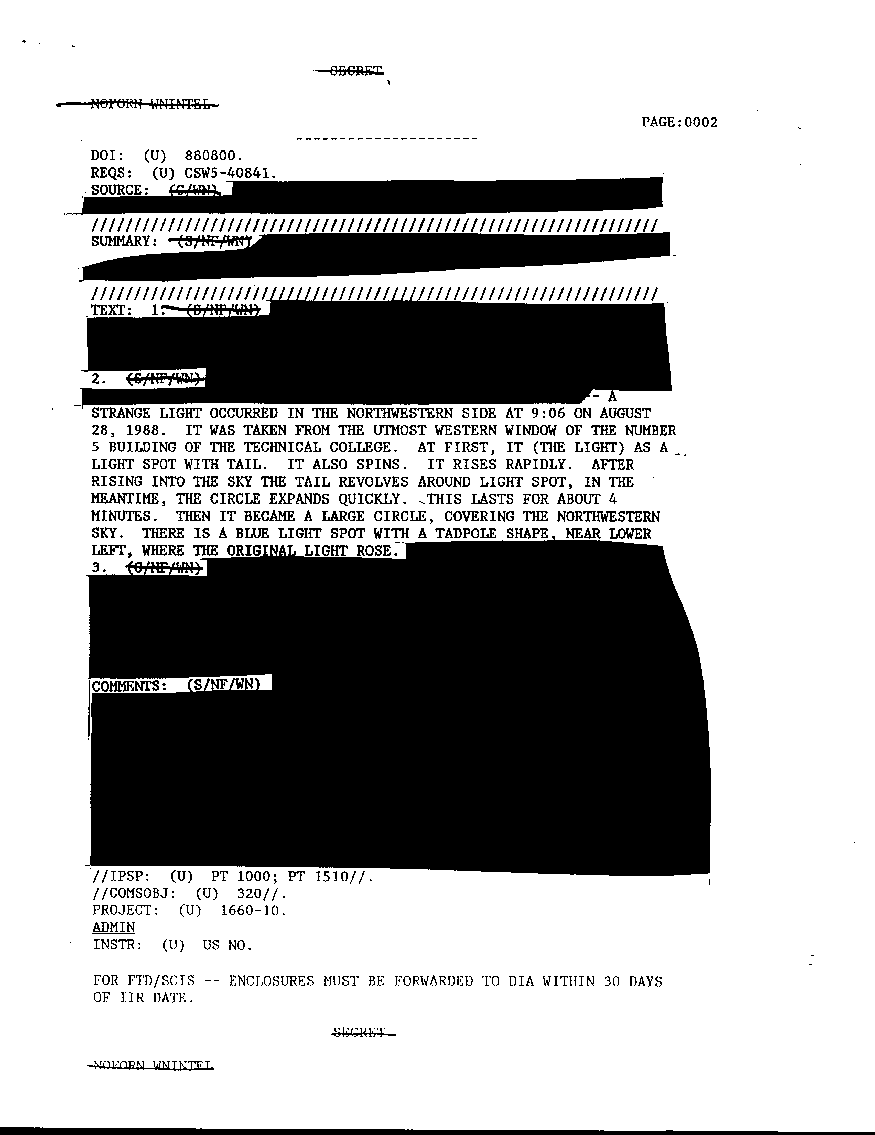 SECRET
NOFORN WNINTEL
PAGE:0002
--------------------
DOI: (U) 880800.
REQS: (U) CSW5-40841.
SOURCE: (S/WN).
//////////////////////////////////////////////////////////////////
SUMMARY: (S/NF/WN)
//////////////////////////////////////////////////////////////////
TEXT: 1. (S/NF/WN)
2. (S/NF/WN)
-- A
STRANGE LIGHT OCCURRED IN THE NORTHWESTERN SIDE AT 9:06 ON AUGUST
28, 1988. IT WAS TAKEN FROM THE UTMOST WESTERN WINDOW OF THE NUMBER
5 BUILDING OF THE TECHNICAL COLLEGE. AT FIRST, IT (THE LIGHT) AS A
LIGHT SPOT WITH TAIL. IT ALSO SPINS. IT RISES RAPIDLY. AFTER
RISING INTO THE SKY THE TAIL REVOLVES AROUND LIGHT SPOT, IN THE
MEANTIME, THE CIRCLE EXPANDS QUICKLY. THIS LASTS FOR ABOUT 4
MINUTES. THEN IT BECAME A LARGE CIRCLE, COVERING THE NORTHWESTERN
SKY. THERE IS A BLUE LIGHT SPOT WITH A TADPOLE SHAPE, NEAR LOWER
LEFT, WHERE THE ORIGINAL LIGHT ROSE.
3. (S/NF/WN)
COMMENTS: (S/NF/WN)
//IPSP: (U) PT 1000; PT 1510//.
//COMSOBJ: (U) 320//.
PROJECT: (U) 1660-10.
ADMIN
INSTR: (U) US NO.
FOR FTD/SCIS -- ENCLOSURES MUST BE FORWARDED TO DIA WITHIN 30 DAYS
OF IIR DATE.
SECRET
NOFORN WNINTEL